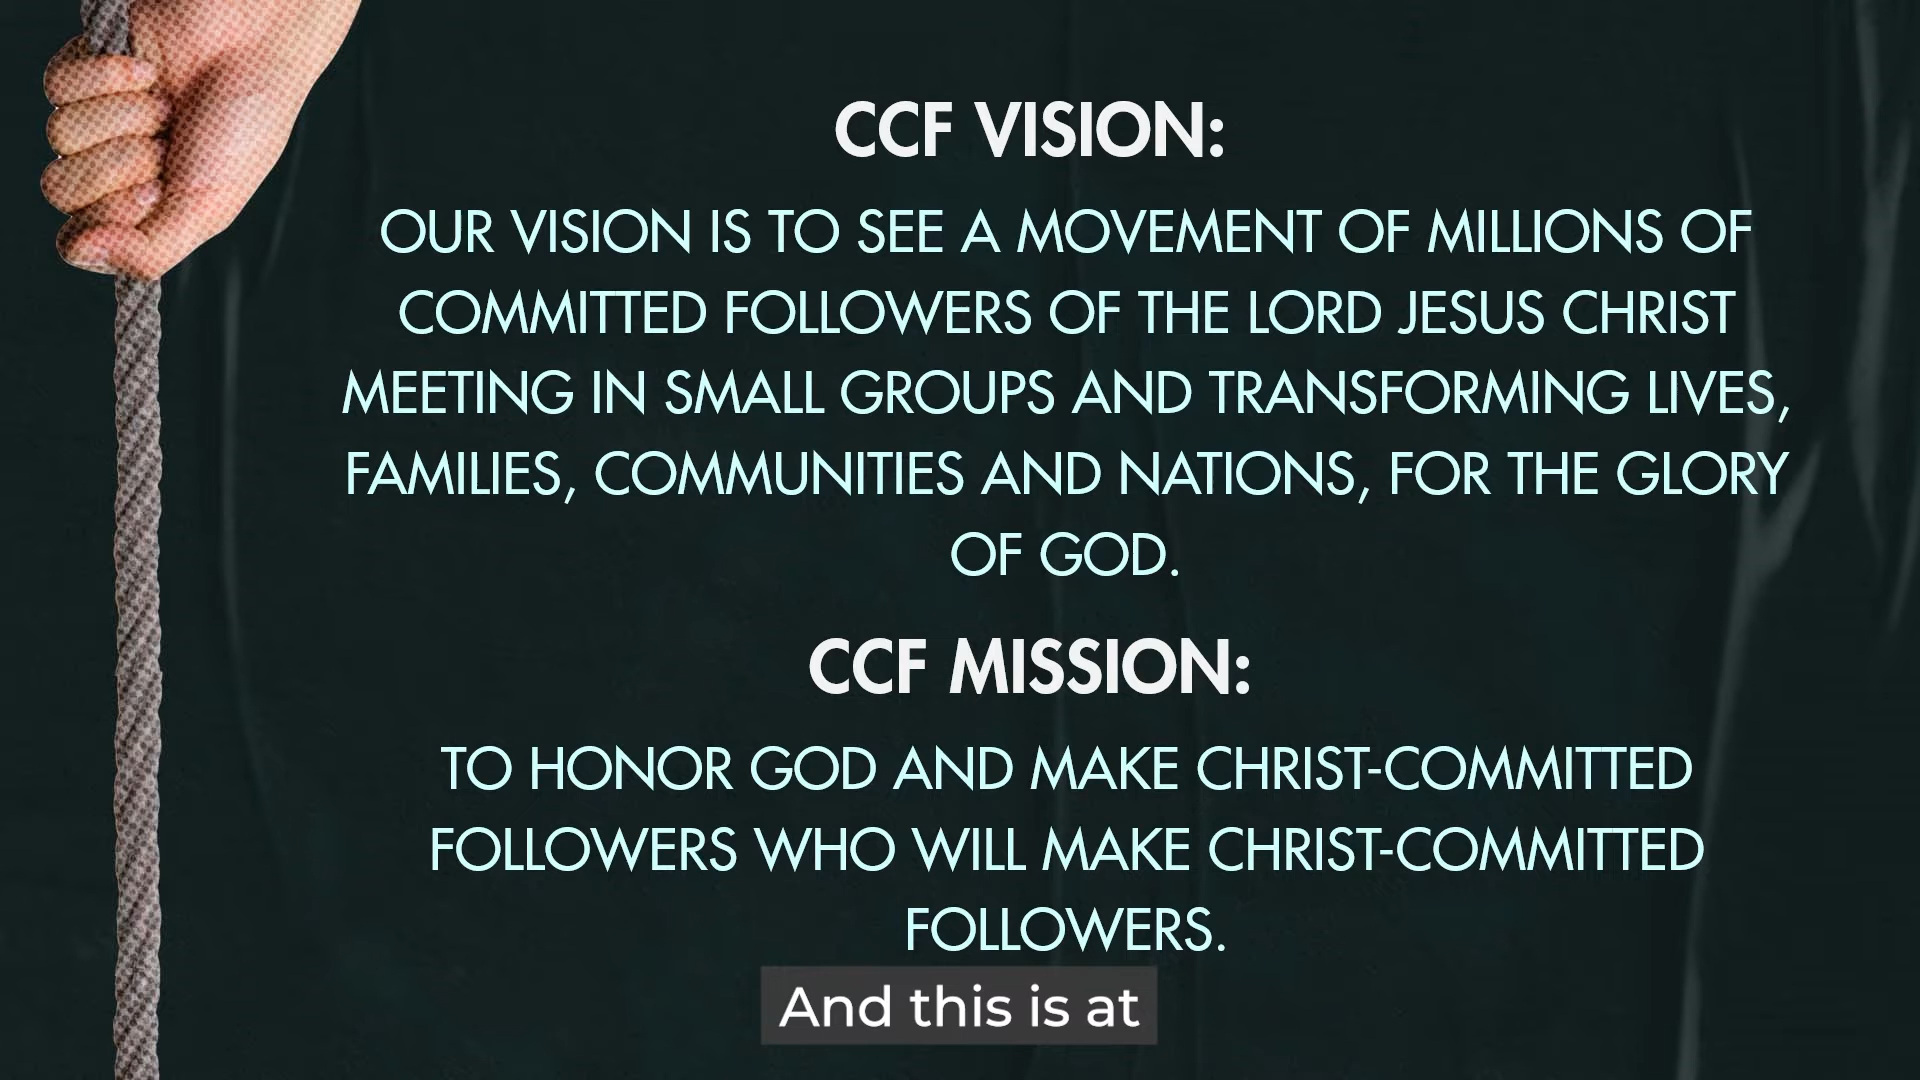 CCF VISION:
OUR VISION IS TO SEE A MOVEMENT OF MILLIONS OF
COMMITTED FOLLOWERS OF THE LORD JESUS CHRIST
MEETING IN SMALL GROUPS AND TRANSFORMING LIVES,
FAMILIES, COMMUNITIES AND NATIONS, FOR THE GLORY
OF GOD.
CCF MISSION:
TO HONOR GOD AND MAKE CHRIST-COMMITTED
FOLLOWERS WHO WILL MAKE CHRIST-COMMITTED
FOLLOWERS.
And this is at